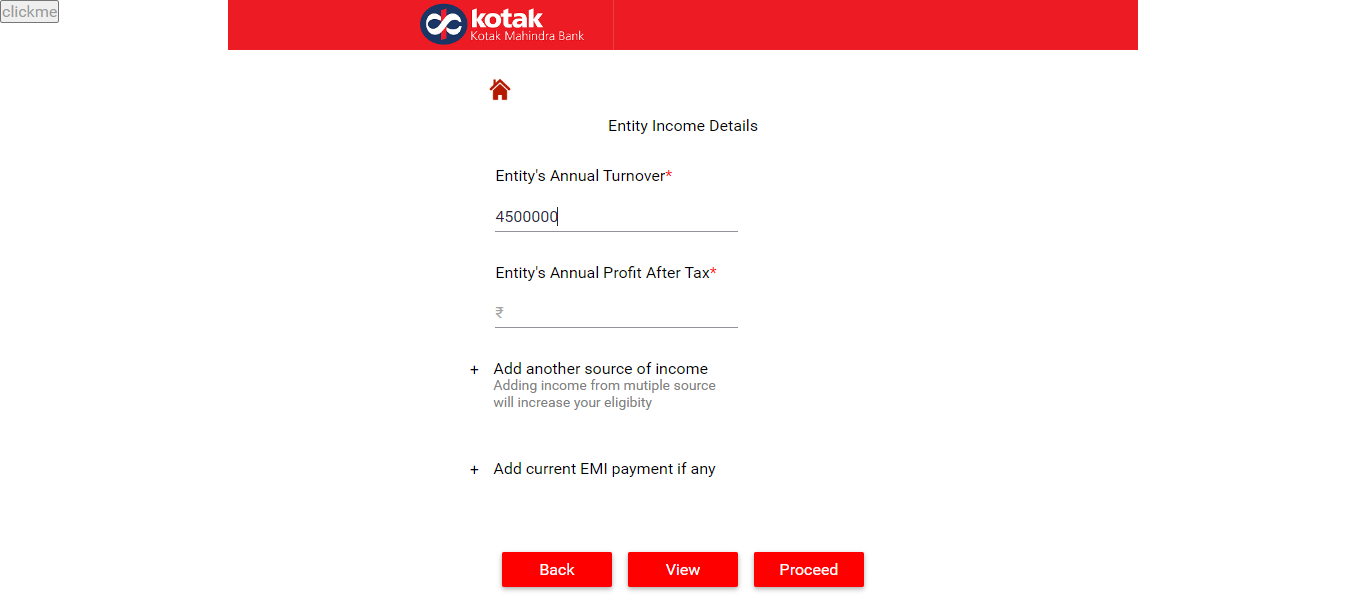 clickme
kotak
Kotak Mahindra Bank
Entity Income Details
Entity's Annual Turnover*
4500000
Entity's Annual Profit After Tax*
₹
+ Add another source of income
Adding income from mutiple source
will increase your eligibity
+ Add current EMI payment if any
Back View Proceed